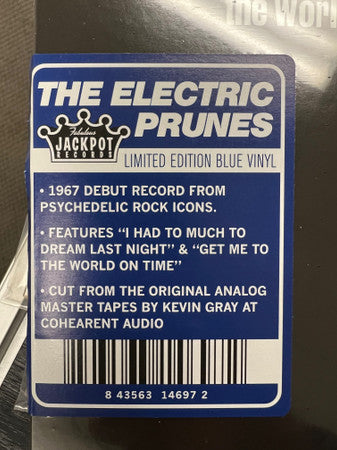 the Worl
THE ELECTRIC
PRUNES
Fabulous
JACKPOT
RECORDS
LIMITED EDITION BLUE VINYL
• 1967 DEBUT RECORD FROM
PSYCHEDELIC ROCK ICONS.
• FEATURES “I HAD TO MUCH TO
DREAM LAST NIGHT” & “GET ME TO
THE WORLD ON TIME”
• CUT FROM THE ORIGINAL ANALOG
MASTER TAPES BY KEVIN GRAY AT
COHEARENT AUDIO
8 43563 14697 2